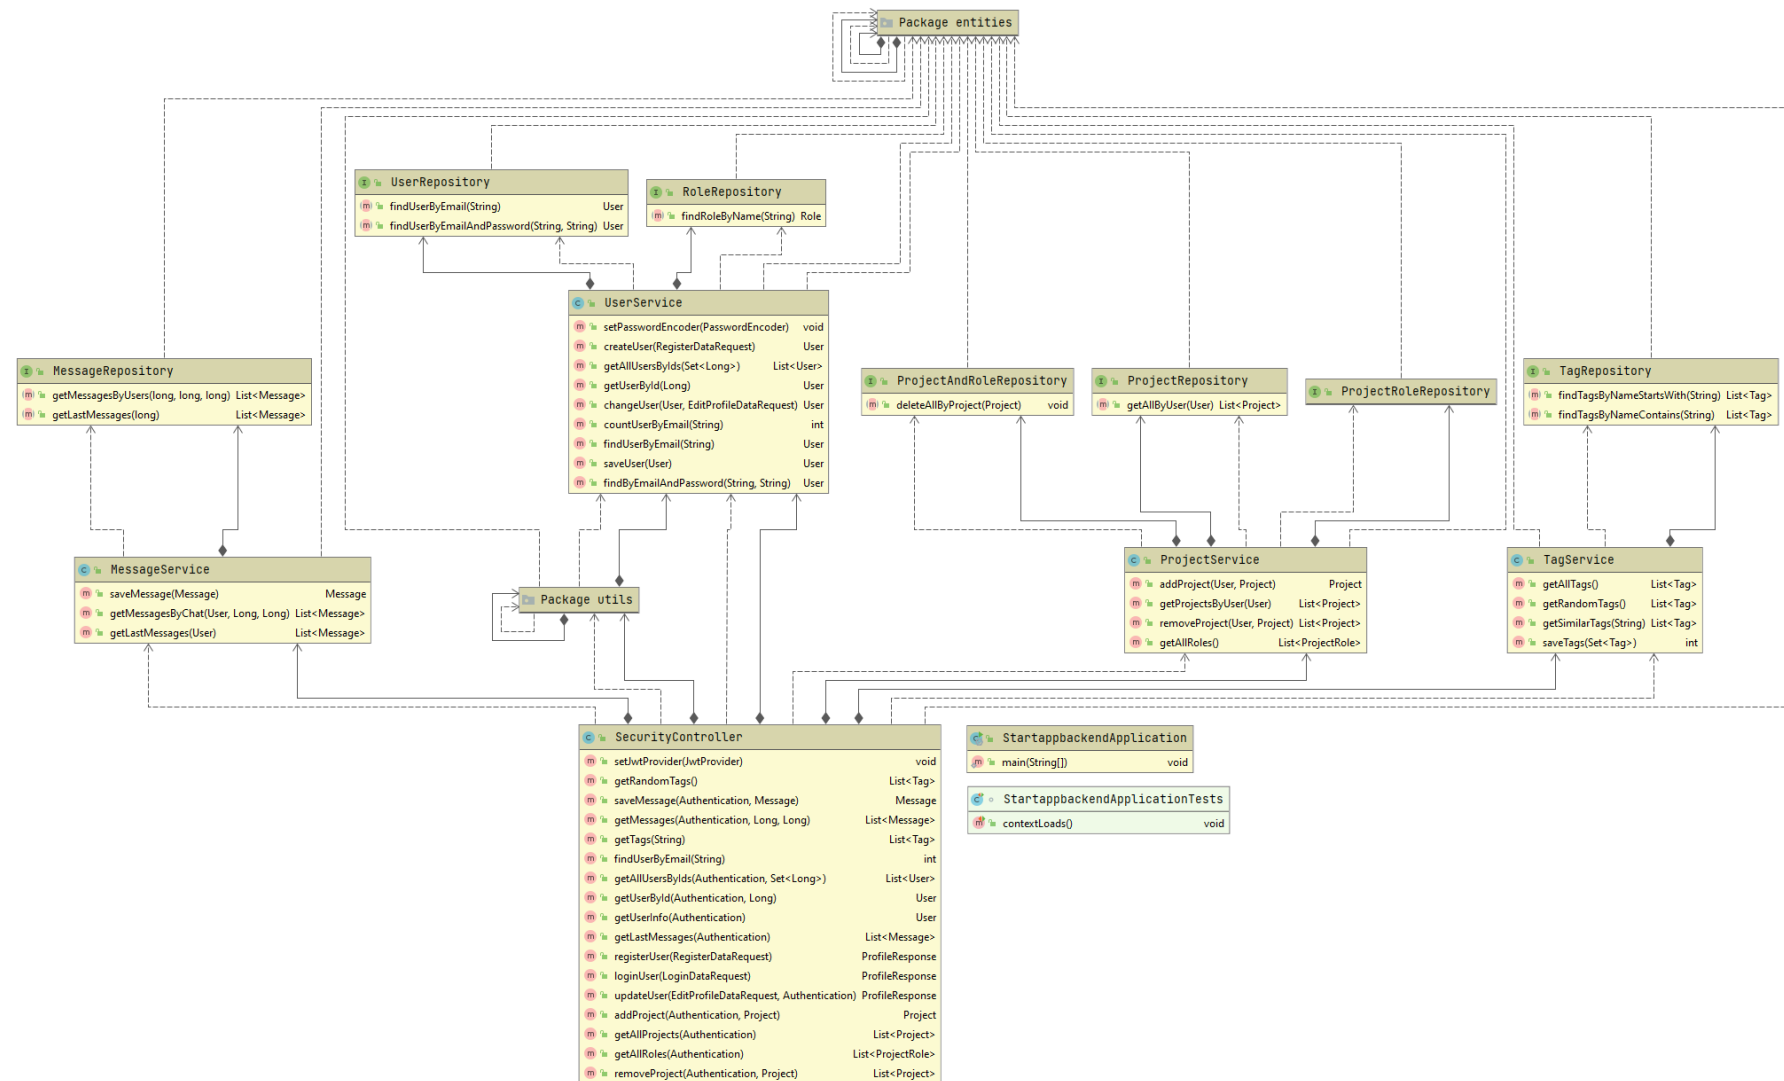 Package entities
UserRepository
findUserByEmail(String) User
findUserByEmailAndPassword(String, String) User
RoleRepository
findRoleByName(String) Role
UserService
setPasswordEncoder(PasswordEncoder) void
createUser(RegisterDataRequest) User
getAllUsersByIds(Set<Long>) List<User>
getUserById(Long) User
changeUser(User, EditProfileDataRequest) User
countUserByEmail(String) int
findUserByEmail(String) User
saveUser(User) User
findByEmailAndPassword(String, String) User
MessageRepository
getMessagesByUsers(long, long, long) List<Message>
getLastMessages(long) List<Message>
ProjectAndRoleRepository
deleteAllByProject(Project) void
ProjectRepository
getAllByUser(User) List<Project>
ProjectRoleRepository
TagRepository
findTagsByNameStartsWith(String) List<Tag>
findTagsByNameContains(String) List<Tag>
MessageService
saveMessage(Message) Message
getMessagesByChat(User, Long, Long) List<Message>
getLastMessages(User) List<Message>
Package utils
ProjectService
addProject(User, Project) Project
getProjectsByUser(User) List<Project>
removeProject(User, Project) List<Project>
getAllRoles() List<ProjectRole>
TagService
getAllTags() List<Tag>
getRandomTags() List<Tag>
getSimilarTags(String) List<Tag>
saveTags(Set<Tag>) int
SecurityController
setJwtProvider(JwtProvider) void
getRandomTags() List<Tag>
saveMessage(Authentication, Message) Message
getMessages(Authentication, Long, Long) List<Message>
getTags(String) List<Tag>
findUserByEmail(String) int
getAllUsersByIds(Authentication, Set<Long>) List<User>
getUserById(Authentication, Long) User
getUserInfo(Authentication) User
getLastMessages(Authentication) List<Message>
registerUser(RegisterDataRequest) ProfileResponse
loginUser(LoginDataRequest) ProfileResponse
updateUser(EditProfileDataRequest, Authentication) ProfileResponse
addProject(Authentication, Project) Project
getAllProjects(Authentication) List<Project>
getAllRoles(Authentication) List<ProjectRole>
removeProject(Authentication, Project) List<Project>
StartappbackendApplication
main(String[]) void
StartappbackendApplicationTests
contextLoads() void